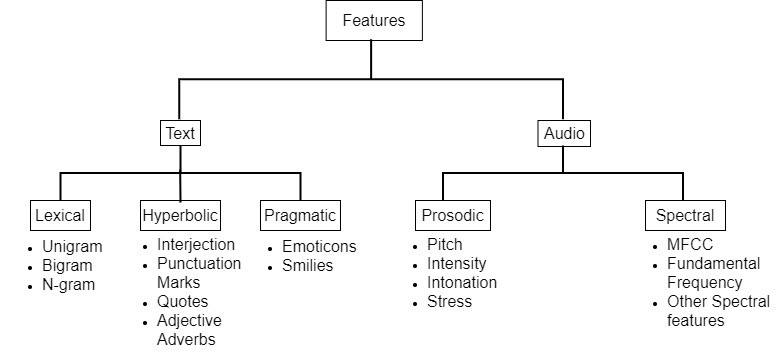 Features
Text
Audio
Lexical
Hyperbolic
Pragmatic
Prosodic
Spectral
• Unigram
• Bigram
• N-gram
• Interjection
• Punctuation
Marks
• Quotes
• Adjective
Adverbs
• Emoticons
• Smilies
• Pitch
• Intensity
• Intonation
• Stress
• MFCC
• Fundamental
Frequency
• Other Spectral
features